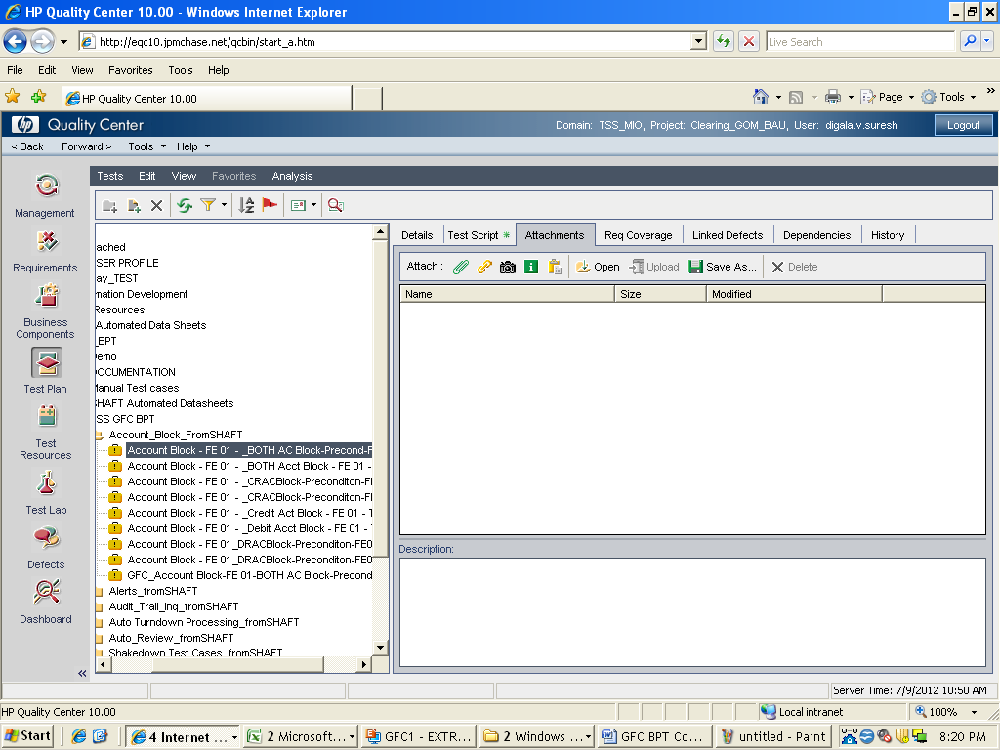 HP Quality Center 10.00 - Windows Internet Explorer
http://eqc10.jpmchase.net/qcbin/start_a.htm
Live Search
File Edit View Favorites Tools Help
HP Quality Center 10.00
Page Tools
hp Quality Center
Domain: TSS_MIO, Project: Clearing_GOM_BAU, User: digala.v.suresh
Logout
< Back Forward > Tools Help
Tests Edit View Favorites Analysis
Management
Requirements
Business
Components
Test Plan
Test
Resources
Test Lab
Defects
Dashboard
ached
SER PROFILE
ay_TEST
mation Development
Resources
Automated Data Sheets
_BPT
Demo
DOCUMENTATION
Manual Test cases
SHAFT Automated Datasheets
SS GFC BPT
Account_Block_FromSHAFT
Account Block - FE 01 - _BOTH AC Block-Precond-F
Account Block - FE 01 - _BOTH Acct Block - FE 01 -
Account Block - FE 01 - _CRACBlock-Preconditon-FI
Account Block - FE 01 - _CRACBlock-Preconditon-FI
Account Block - FE 01 - _Credit Act Block - FE 01 - T
Account Block - FE 01 - _Debit Acct Block - FE 01 - T
Account Block - FE 01_DRACBlock-Preconditon-FE0
Account Block - FE 01_DRACBlock-Preconditon-FE0
GFC_Account Block-FE 01-BOTH AC Block-Precond
Alerts_fromSHAFT
Audit_Trail_Inq_fromSHAFT
Auto Turndown Processing_fromSHAFT
Auto_Review_fromSHAFT
Shakedown Test Cases_fromSHAFT
Details Test Script * Attachments Req Coverage Linked Defects Dependencies History
Attach : Open Upload Save As... Delete
Name Size Modified
Description:
Server Time: 7/9/2012 10:50 AM
HP Quality Center 10.00 Local intranet 100%
Start 4 Internet ... 2 Microsoft... GFC1 - EXTR... 2 Windows ... GFC BPT Co... untitled - Paint 8:20 PM